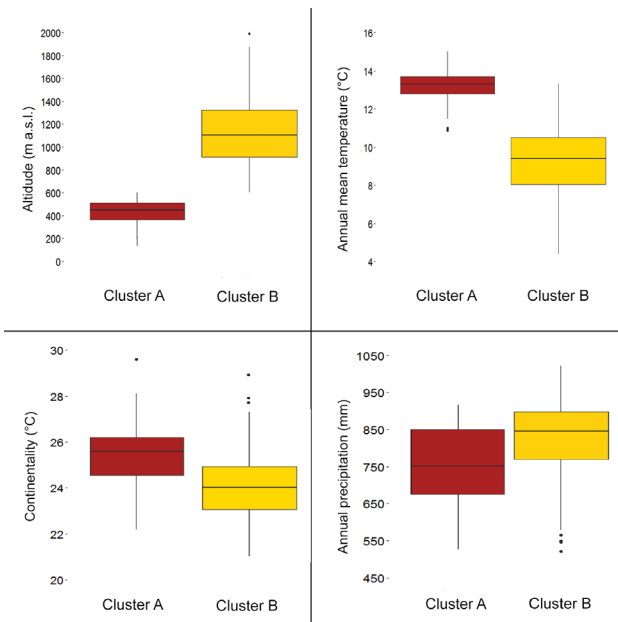 Altidude (m a.s.l.)
2000
1800
1600
1400
1200
1000
800
600
400
200
0
Cluster A
Cluster B
Annual mean temperature (°C)
16
14
12
10
8
6
4
Cluster A
Cluster B
Continentality (°C)
30
28
26
24
22
20
Cluster A
Cluster B
Annual precipitation (mm)
1050
950
850
750
650
550
450
Cluster A
Cluster B